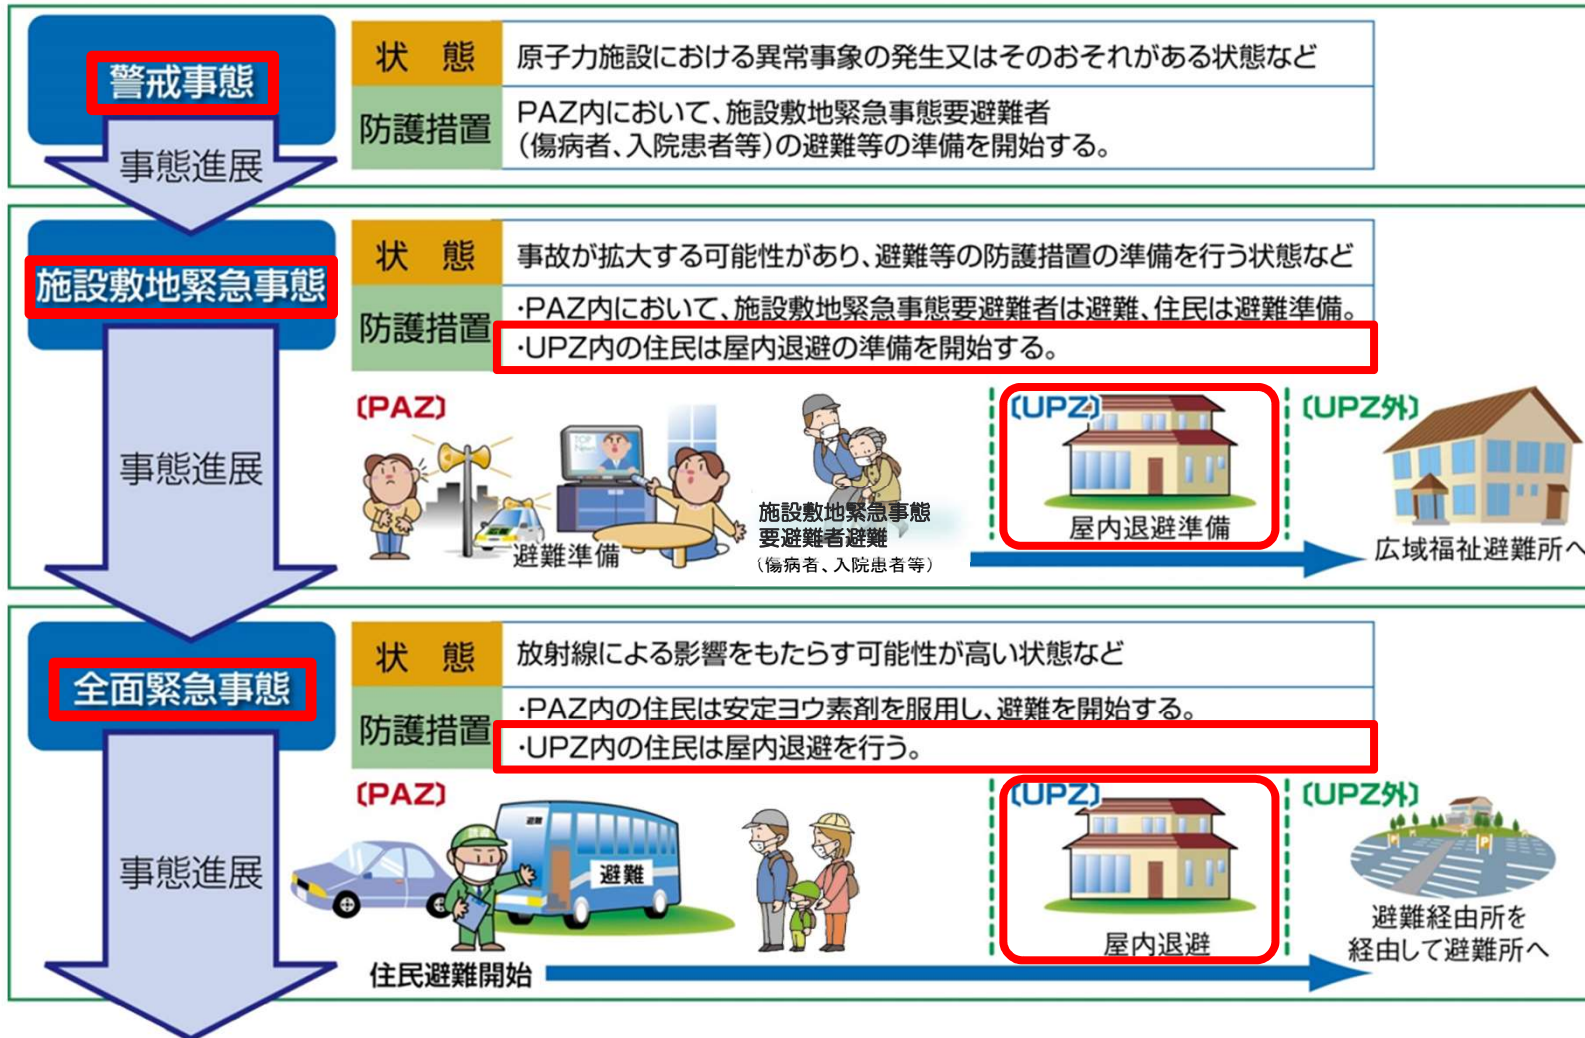 警戒事態
状　態
原子力施設における異常事象の発生又はそのおそれがある状態など
防護措置
PAZ内において、施設敷地緊急事態要避難者
(傷病者、入院患者等)の避難等の準備を開始する。
事態進展
施設敷地緊急事態
状　態
事故が拡大する可能性があり、避難等の防護措置の準備を行う状態など
防護措置
・PAZ内において、施設敷地緊急事態要避難者は避難、住民は避難準備。
・UPZ内の住民は屋内退避の準備を開始する。
事態進展
〔PAZ〕
TOP
News
避難準備
施設敷地緊急事態
要避難者避難
(傷病者、入院患者等)
〔UPZ〕
屋内退避準備
〔UPZ外〕
広域福祉避難所へ
全面緊急事態
状　態
放射線による影響をもたらす可能性が高い状態など
防護措置
・PAZ内の住民は安定ヨウ素剤を服用し、避難を開始する。
・UPZ内の住民は屋内退避を行う。
事態進展
〔PAZ〕
避難
避難
住民避難開始
〔UPZ〕
屋内退避
〔UPZ外〕
P
P
避難経由所を
経由して避難所へ